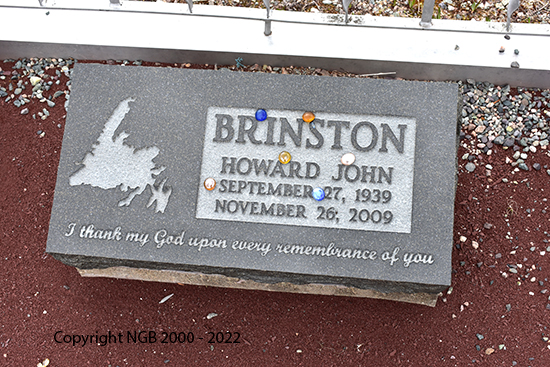 BRINSTON
HOWARD JOHN
SEPTEMBER 27, 1939
NOVEMBER 26, 2009
I thank my God upon every remembrance of you
Copyright NGB 2000 - 2022